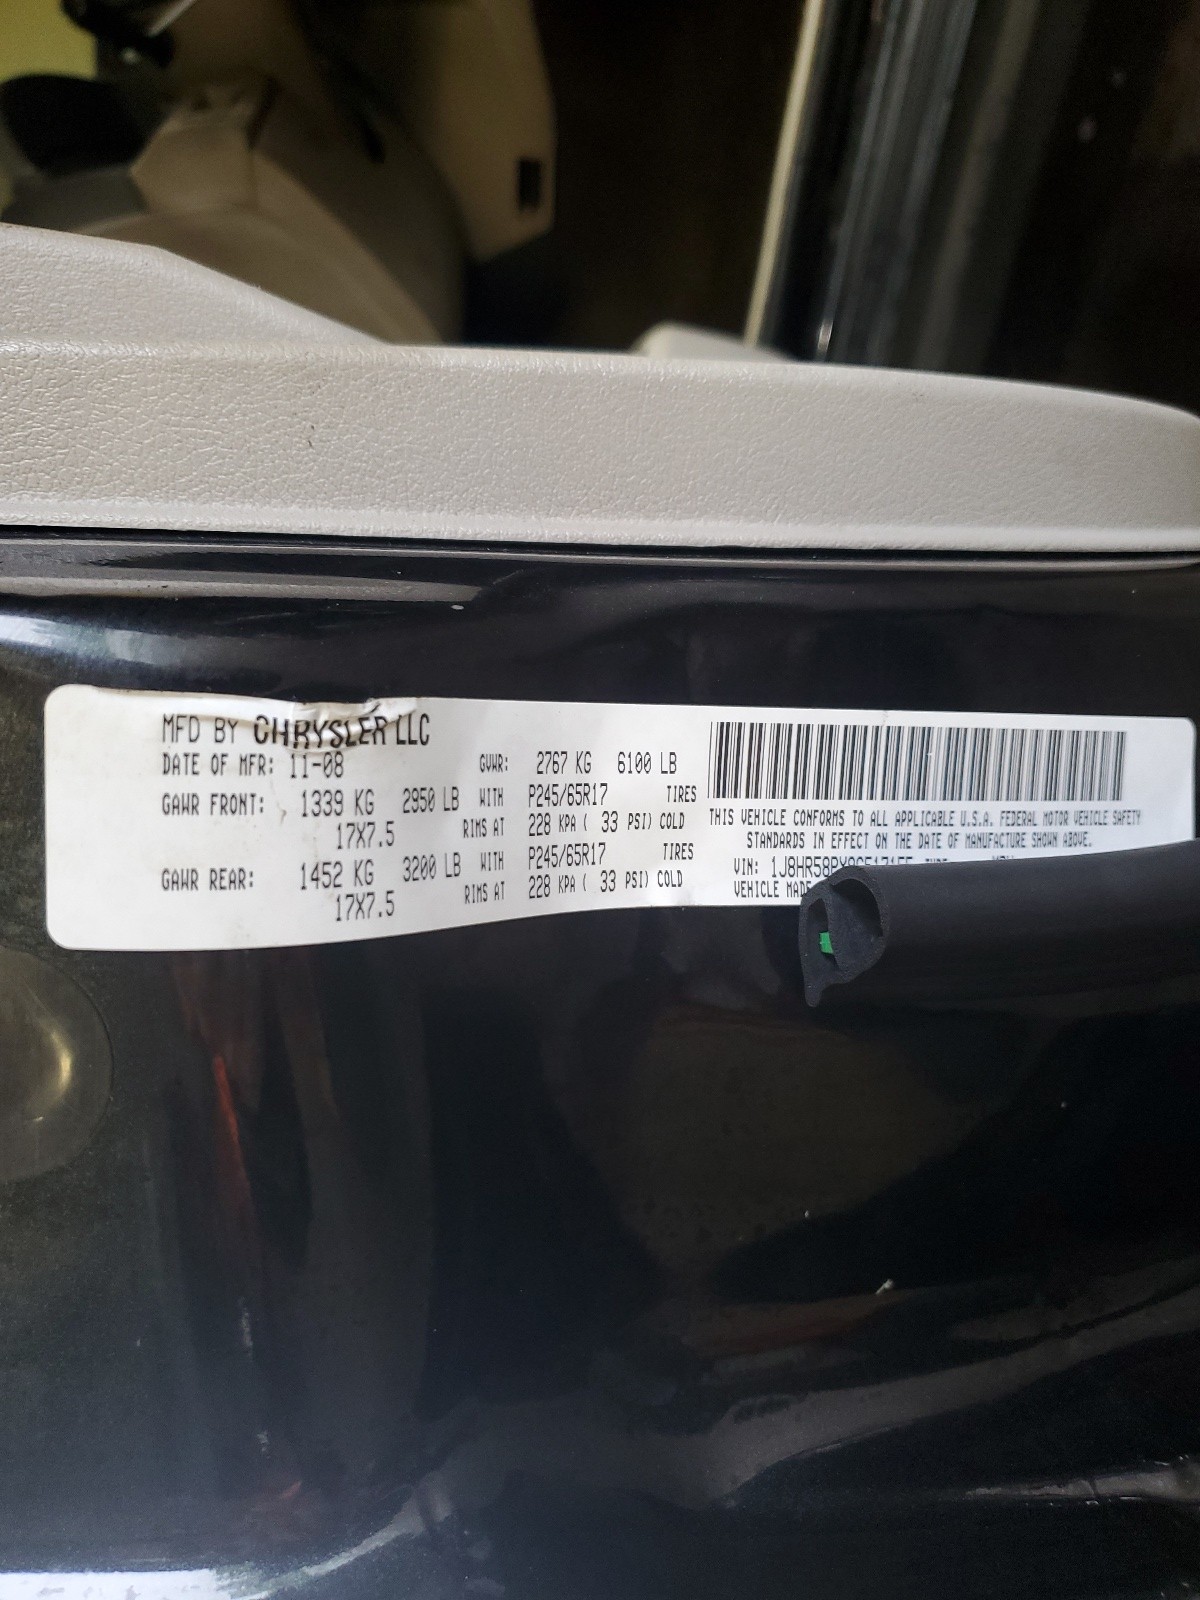 MFD BY CHRYSLER LLC
DATE OF MFR: 11-08 GVWR: 2767 KG 6100 LB
GAWR FRONT: 1339 KG 2950 LB WITH P245/65R17 TIRES
17X7.5 RIMS AT 228 KPA ( 33 PSI) COLD
GAWR REAR: 1452 KG 3200 LB WITH P245/65R17 TIRES
17X7.5 RIMS AT 228 KPA ( 33 PSI) COLD
THIS VEHICLE CONFORMS TO ALL APPLICABLE U.S.A. FEDERAL MOTOR VEHICLE SAFETY
STANDARDS IN EFFECT ON THE DATE OF MANUFACTURE SHOWN ABOVE.
VIN:
VEHICLE MADE